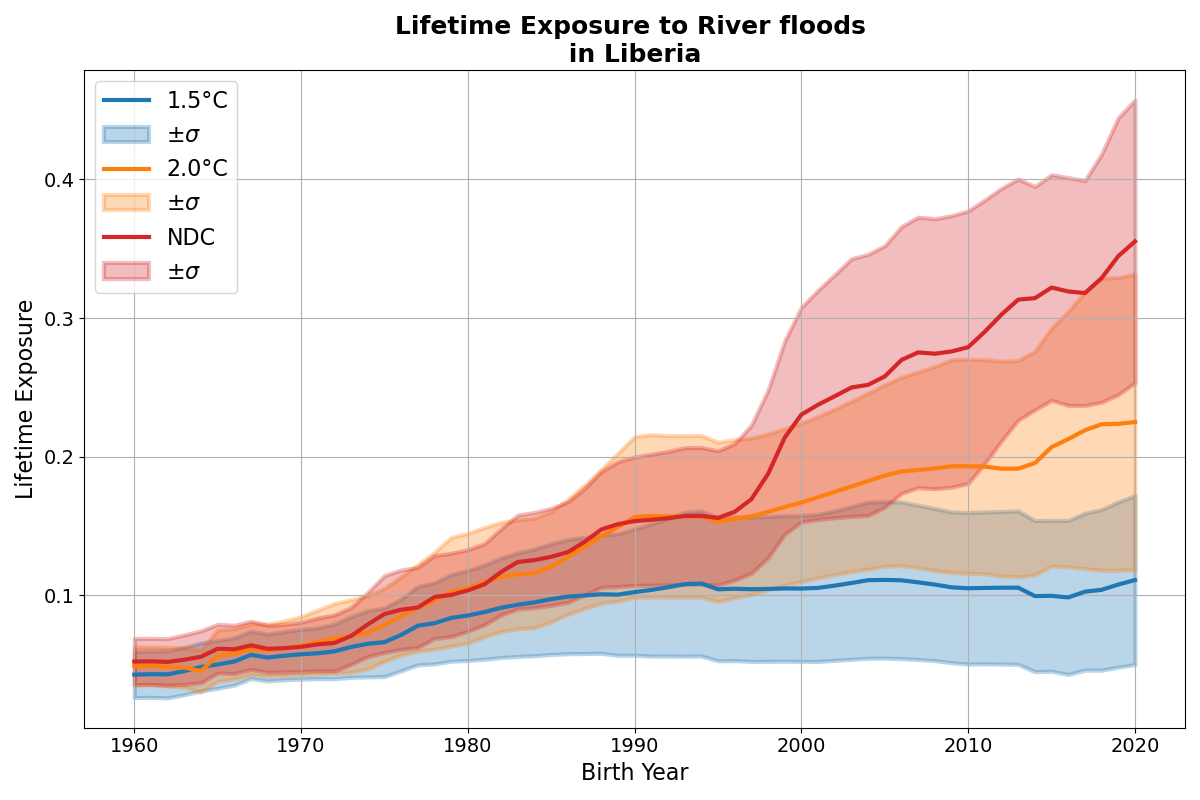 Lifetime Exposure to River floods
in Liberia
1.5°C
±σ
2.0°C
±σ
NDC
±σ
Lifetime Exposure
0.4
0.3
0.2
0.1
1960 1970 1980 1990 2000 2010 2020
Birth Year